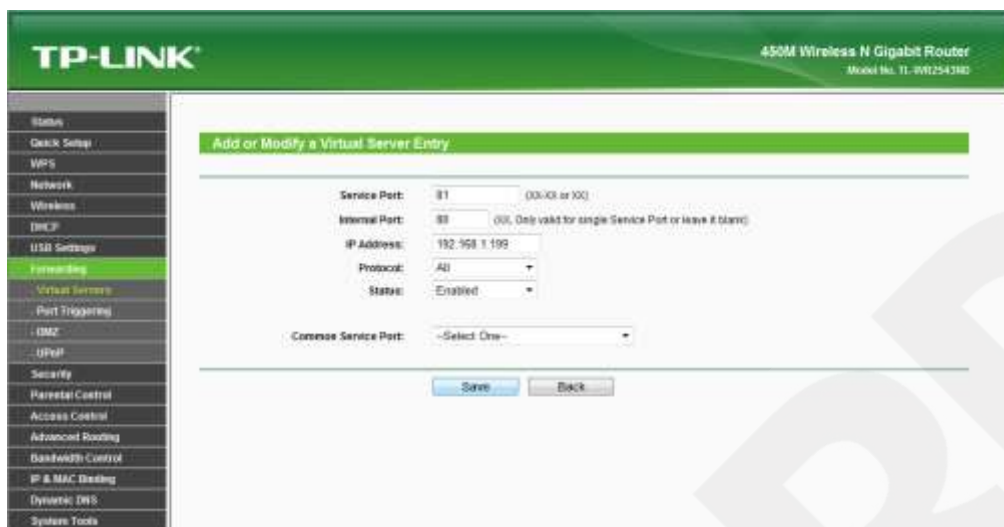 TP-LINK
450M Wireless N Gigabit Router
Model No. TL-WR2543ND
Status
Quick Setup
WPS
Network
Wireless
DHCP
USB Settings
Forwarding
- Virtual Servers
- Port Triggering
- DMZ
- UPnP
Security
Parental Control
Access Control
Advanced Routing
Bandwidth Control
IP & MAC Binding
Dynamic DNS
System Tools
Add or Modify a Virtual Server Entry
Service Port: 81 (XX-XX or XX)
Internal Port: 80 (XX, Only valid for single Service Port or leave it blank)
IP Address: 192.168.1.199
Protocol: All
Status: Enabled
Common Service Port: --Select One--
Save Back